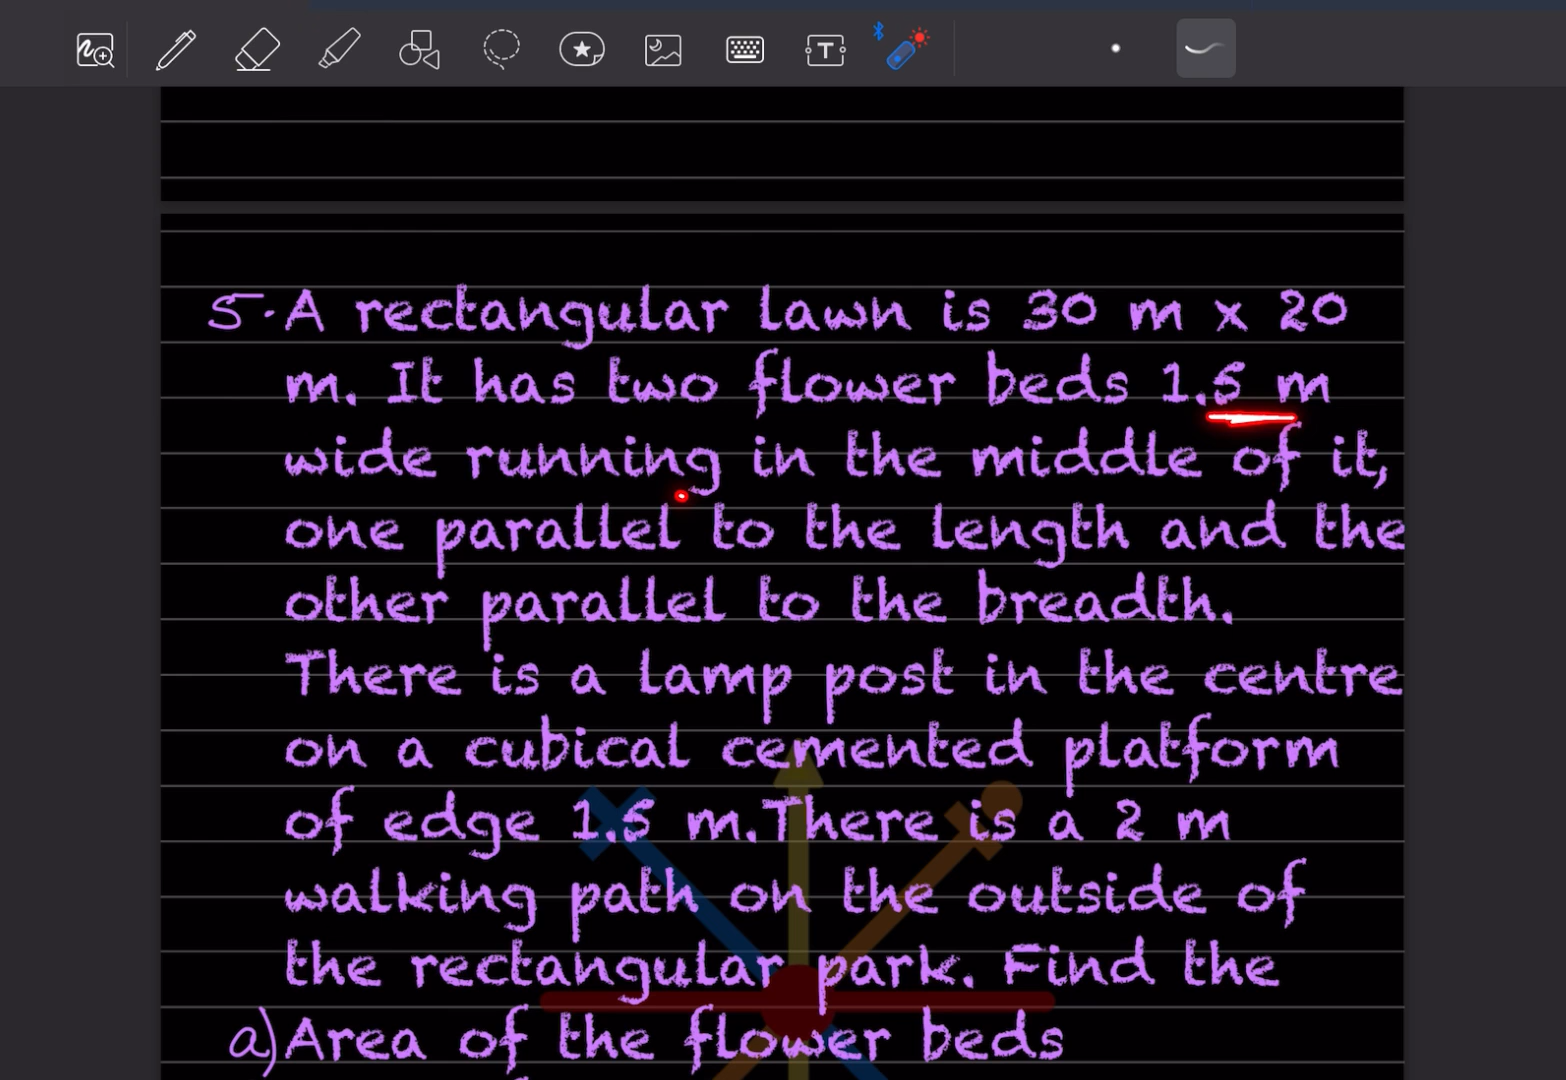 5. A rectangular lawn is 30 m x 20
m. It has two flower beds 1.5 m
wide running in the middle of it,
one parallel to the length and the
other parallel to the breadth.
There is a lamp post in the centre
on a cubical cemented platform
of edge 1.5 m. There is a 2 m
walking path on the outside of
the rectangular park. Find the
a) Area of the flower beds